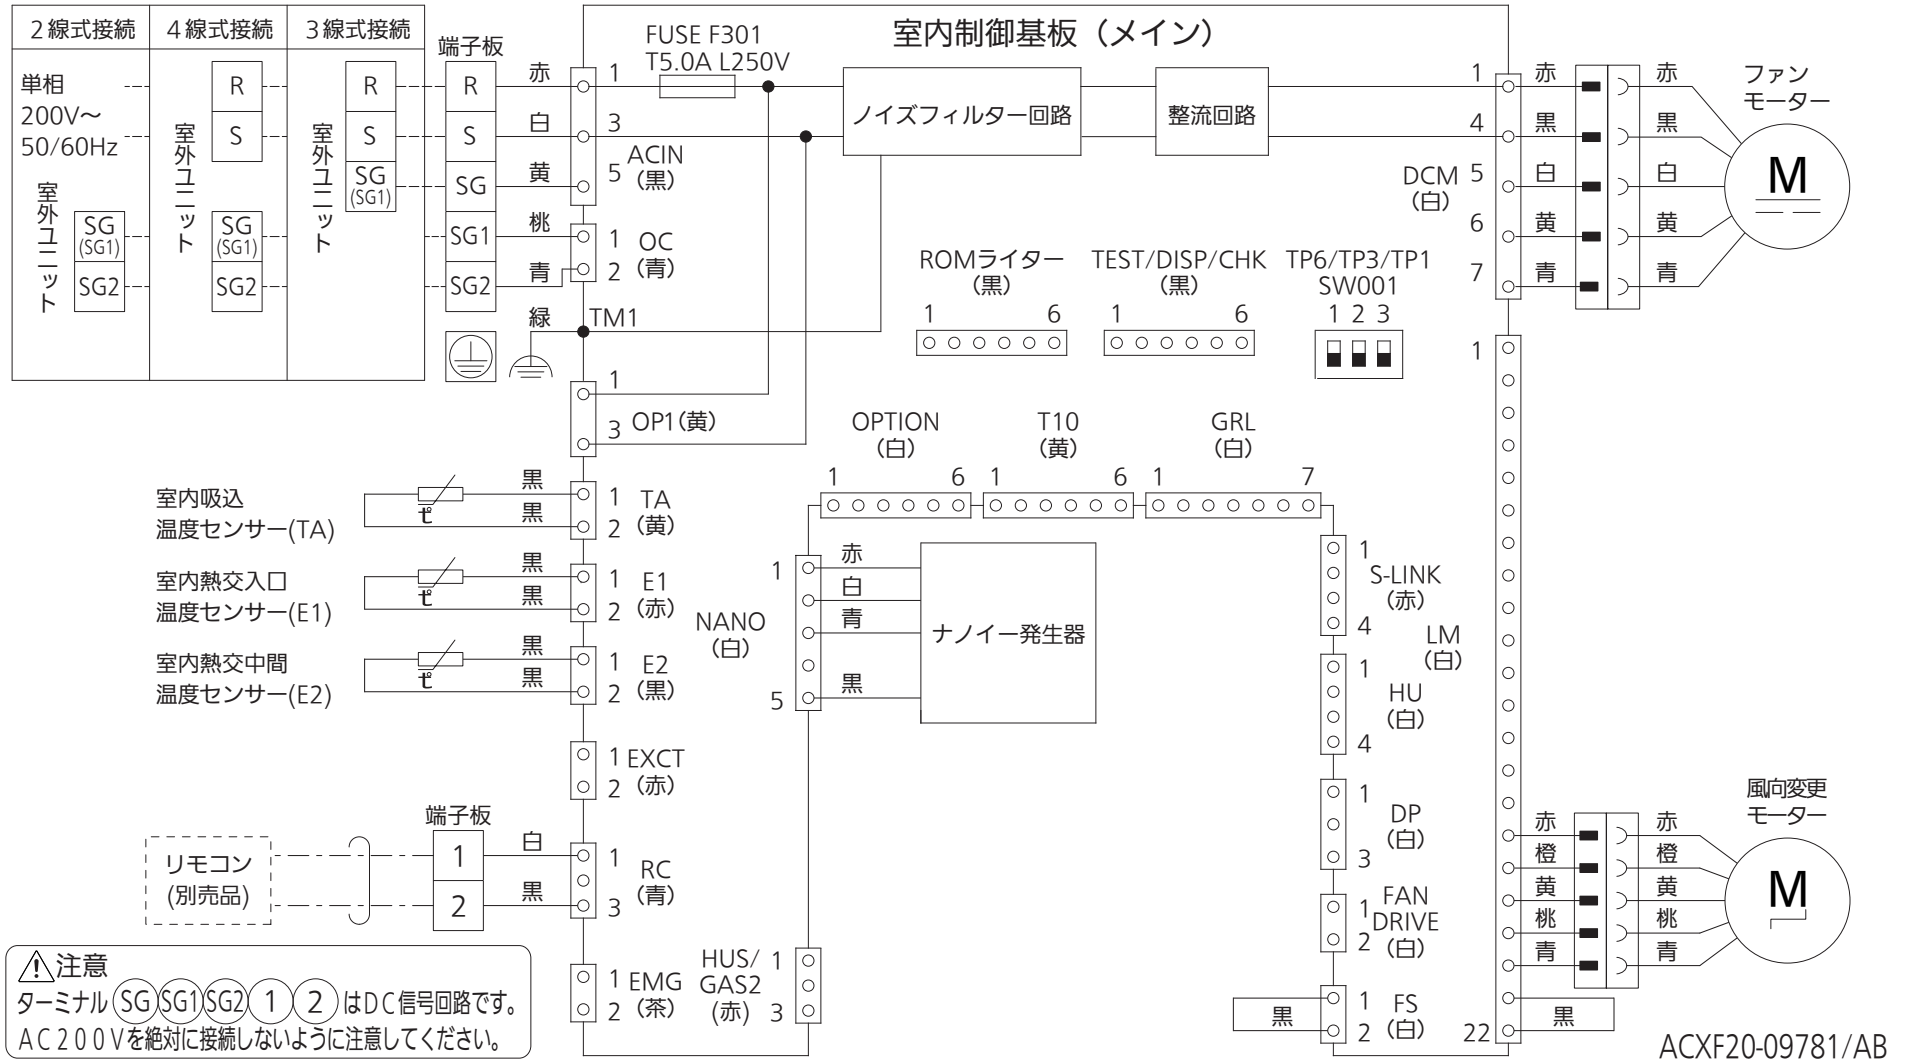 2線式接続
4線式接続
3線式接続
端子板
単相
200V～
50/60Hz
室外ユニット
SG
(SG1)
SG2
R
S
室外ユニット
SG
(SG1)
SG2
R
S
SG
(SG1)
室外ユニット
R
S
SG
SG1
SG2
赤
白
黄
桃
青
緑
1
3
5
ACIN
(黒)
1
2
OC
(青)
TM1
FUSE F301
T5.0A L250V
室内制御基板（メイン）
ノイズフィルター回路
整流回路
1
4
5
6
7
DCM
(白)
赤
黒
白
黄
青
赤
黒
白
黄
青
ファン
モーター
M
ROMライター
(黒)
1 6
TEST/DISP/CHK
(黒)
1 6
TP6/TP3/TP1
SW001
1 2 3
1
3
OP1(黄)
OPTION
(白)
1 6
T10
(黄)
1 6
GRL
(白)
1 7
室内吸込
温度センサー(TA)
t°
黒
黒
1
2
TA
(黄)
室内熱交入口
温度センサー(E1)
t°
黒
黒
1
2
E1
(赤)
室内熱交中間
温度センサー(E2)
t°
黒
黒
1
2
E2
(黒)
1
2
EXCT
(赤)
NANO
(白)
1
5
赤
白
青
黒
ナノイー発生器
1
4
S-LINK
(赤)
1
4
HU
(白)
1
3
DP
(白)
1
2
FAN
DRIVE
(白)
1
2
FS
(白)
黒
LM
(白)
1
22
黒
赤
橙
黄
桃
青
赤
橙
黄
桃
青
風向変更
モーター
M
リモコン
(別売品)
端子板
1
2
白
黒
1
3
RC
(青)
1
2
EMG
(茶)
HUS/
GAS2
(赤)
1
3
注意
ターミナル SG SG1 SG2 1 2 はDC信号回路です。
AC200Vを絶対に接続しないように注意してください。
ACXF20-09781/AB